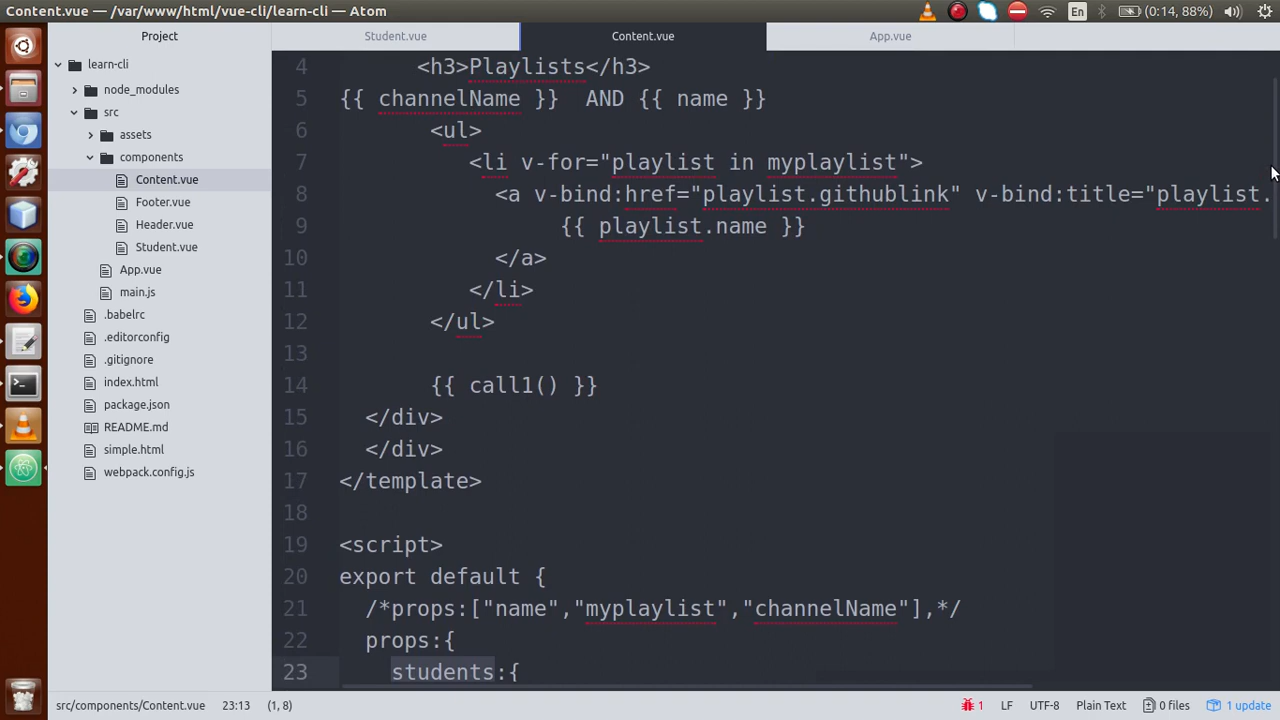 Content.vue — /var/www/html/vue-cli/learn-cli — Atom
En
(0:14, 88%)
Project
Student.vue
Content.vue
App.vue
learn-cli
node_modules
src
assets
components
Content.vue
Footer.vue
Header.vue
Student.vue
App.vue
main.js
.babelrc
.editorconfig
.gitignore
index.html
package.json
README.md
simple.html
webpack.config.js
4 <h3>Playlists</h3>
5 {{ channelName }}  AND {{ name }}
6 <ul>
7 <li v-for="playlist in myplaylist">
8 <a v-bind:href="playlist.githublink" v-bind:title="playlist.
9 {{ playlist.name }}
10 </a>
11 </li>
12 </ul>
13
14 {{ call1() }}
15 </div>
16 </div>
17 </template>
18
19 <script>
20 export default {
21 /*props:["name","myplaylist","channelName"],*/
22 props:{
23 students:{
src/components/Content.vue 23:13 (1, 8) 1 LF UTF-8 Plain Text 0 files 1 update